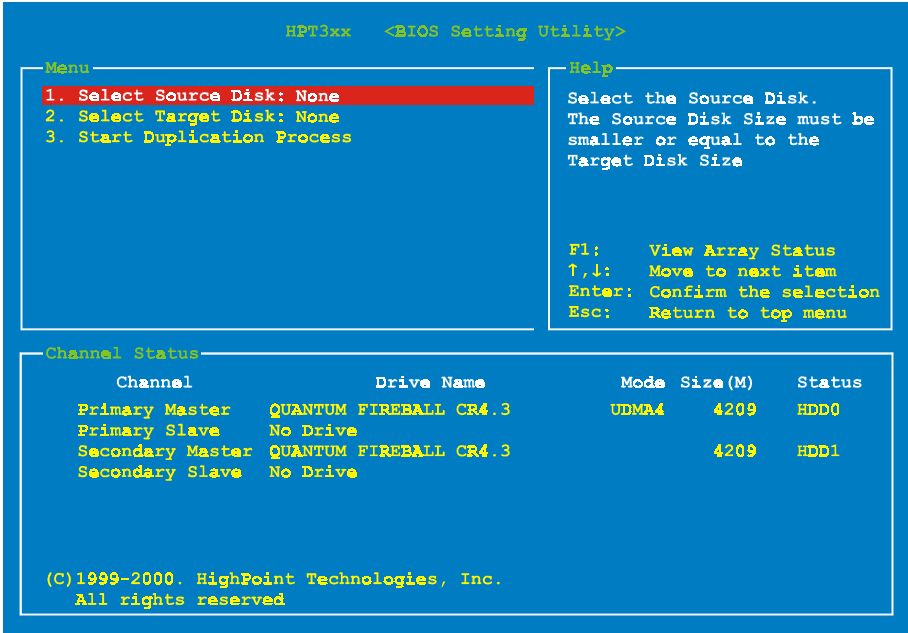 HPT3xx <BIOS Setting Utility>
Menu
1. Select Source Disk: None
2. Select Target Disk: None
3. Start Duplication Process
Help
Select the Source Disk.
The Source Disk Size must be
smaller or equal to the
Target Disk Size
F1: View Array Status
↑,↓: Move to next item
Enter: Confirm the selection
Esc: Return to top menu
Channel Status
Channel Drive Name Mode Size(M) Status
Primary Master QUANTUM FIREBALL CR4.3 UDMA4 4209 HDD0
Primary Slave No Drive
Secondary Master QUANTUM FIREBALL CR4.3 4209 HDD1
Secondary Slave No Drive
(C)1999-2000. HighPoint Technologies, Inc.
All rights reserved